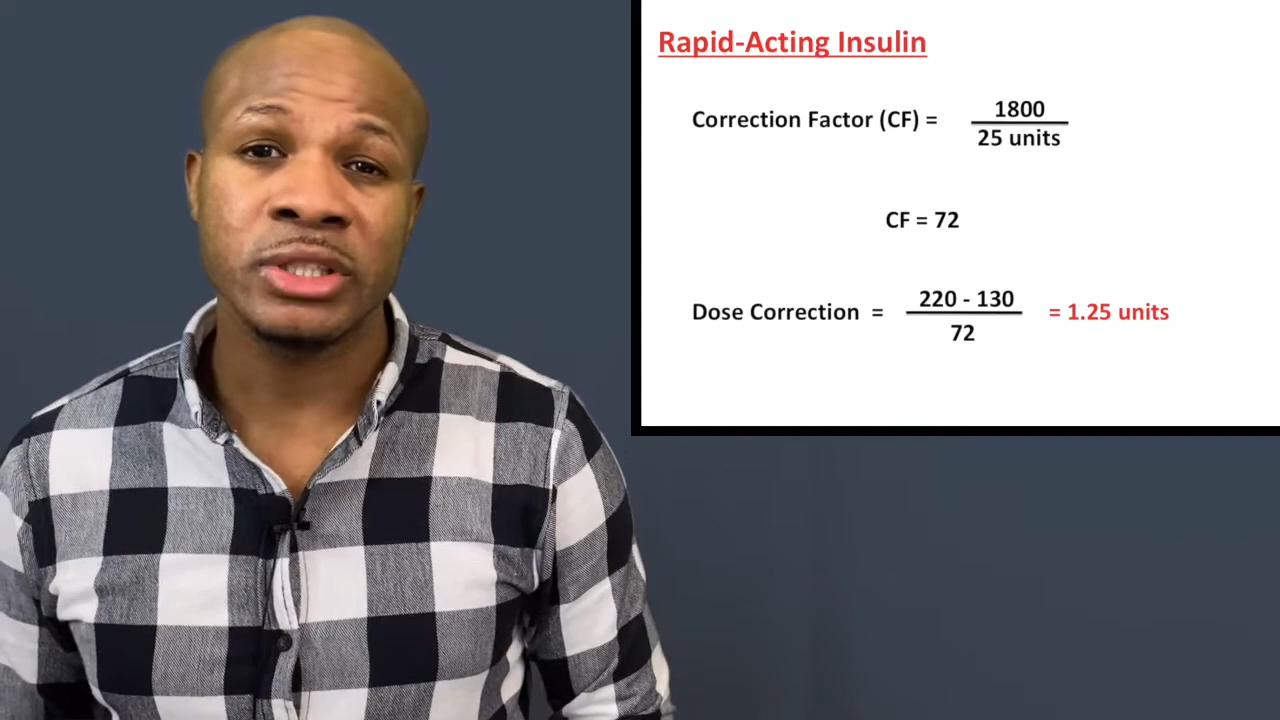 Rapid-Acting Insulin
Correction Factor (CF) = 1800
25 units
CF = 72
Dose Correction = 220 - 130 = 1.25 units
72